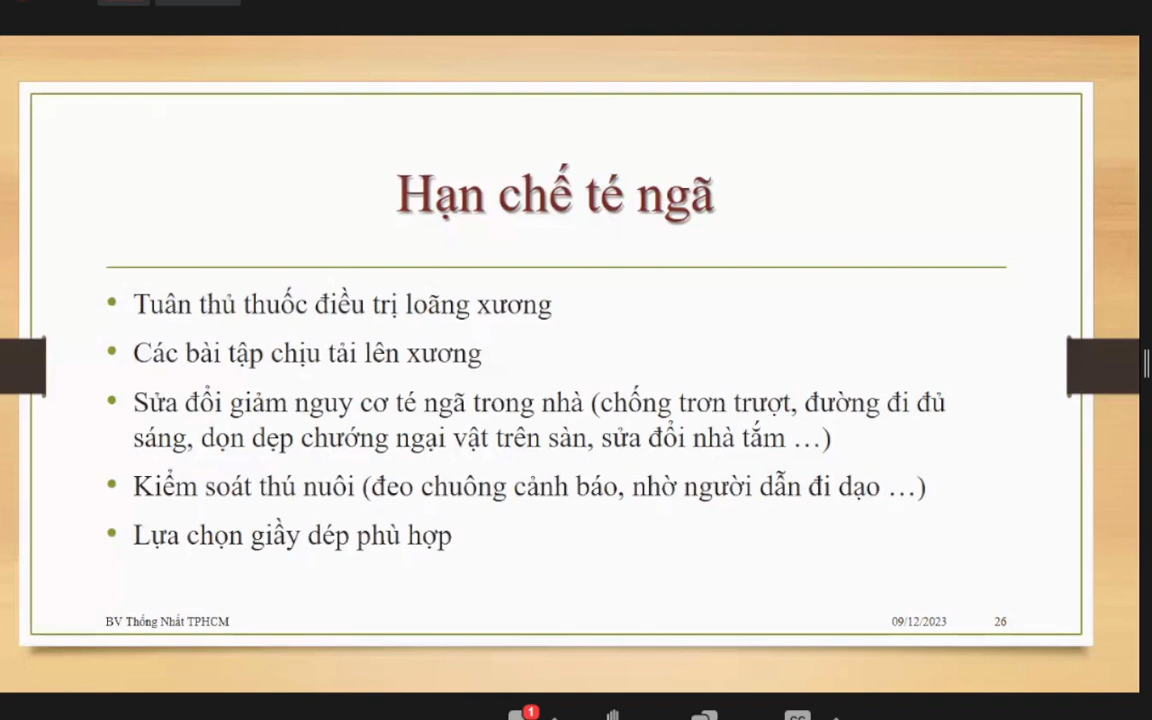 Hạn chế té ngã
• Tuân thủ thuốc điều trị loãng xương
• Các bài tập chịu tải lên xương
• Sửa đổi giảm nguy cơ té ngã trong nhà (chống trơn trượt, đường đi đủ
sáng, dọn dẹp chướng ngại vật trên sàn, sửa đổi nhà tắm …)
• Kiểm soát thú nuôi (đeo chuông cảnh báo, nhờ người dẫn đi dạo …)
• Lựa chọn giầy dép phù hợp
BV Thống Nhất TPHCM 09/12/2023 26
1